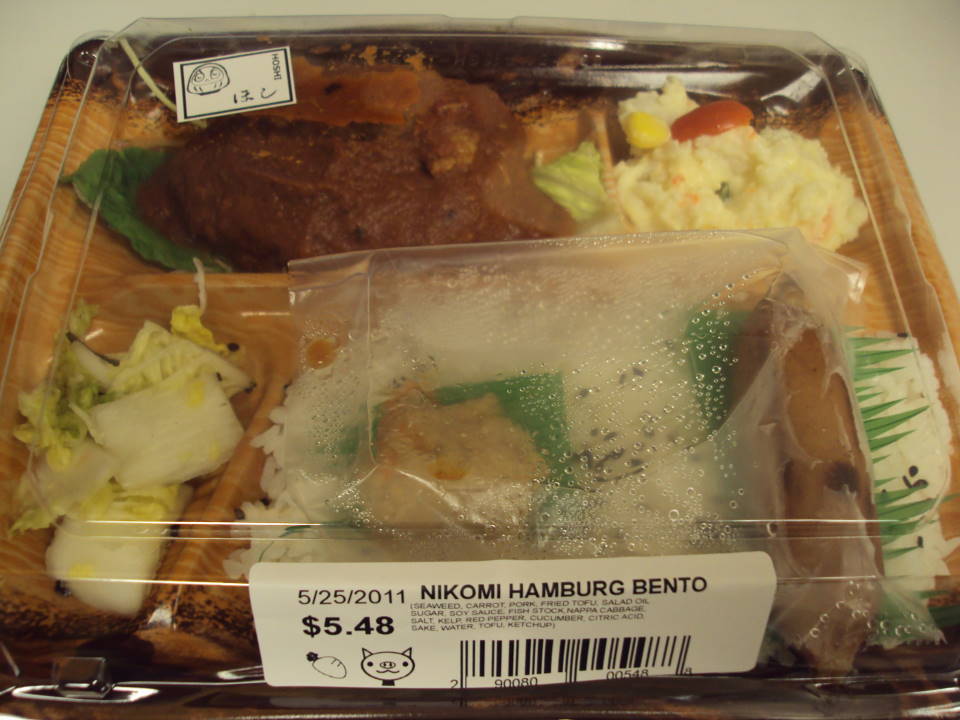 HOSHI
ほし
5/25/2011 NIKOMI HAMBURG BENTO
(SEAWEED, CARROT, PORK, FRIED TOFU, SALAD OIL
SUGAR, SOY SAUCE, FISH STOCK,NAPPA CABBAGE,
SALT, KELP, RED PEPPER, CUCUMBER, CITRIC ACID,
SAKE, WATER, TOFU, KETCHUP)
$5.48
2 90080 00548 8